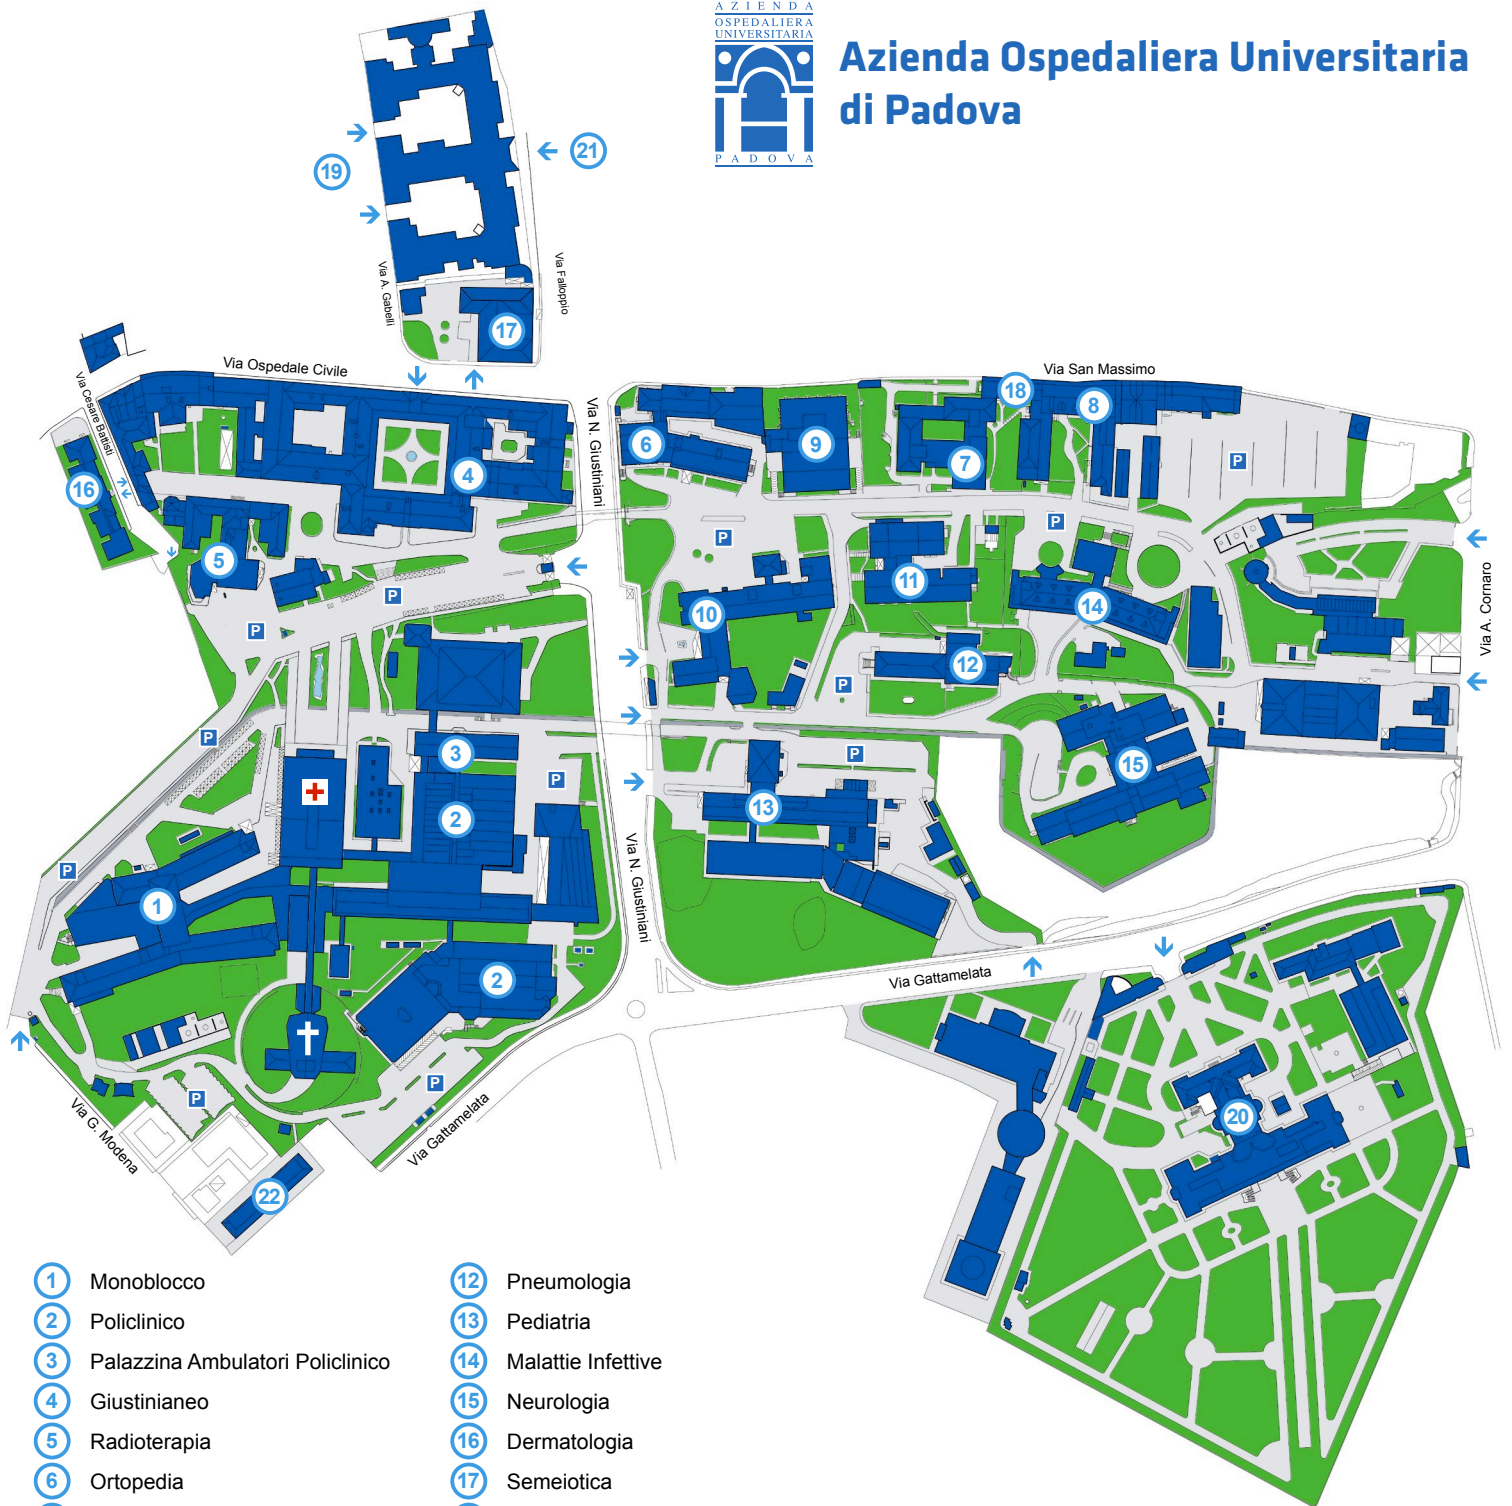 AZIENDA
OSPEDALIERA
UNIVERSITARIA
PADOVA
Azienda Ospedaliera Universitaria
di Padova
19
21
Via A. Gabelli
Via Falloppio
17
Via Ospedale Civile
Via San Massimo
Via Cesare Battisti
Via N. Giustiniani
18
8
6
9
7
4
16
P
5
P
P
P
11
10
14
P
12
P
Via A. Cornaro
P
3
P
P
15
13
2
P
Via N. Giustiniani
1
2
Via Gattamelata
P
P
Via G. Modena
Via Gattamelata
20
22
1 Monoblocco
2 Policlinico
3 Palazzina Ambulatori Policlinico
4 Giustinianeo
5 Radioterapia
6 Ortopedia
12 Pneumologia
13 Pediatria
14 Malattie Infettive
15 Neurologia
16 Dermatologia
17 Semeiotica